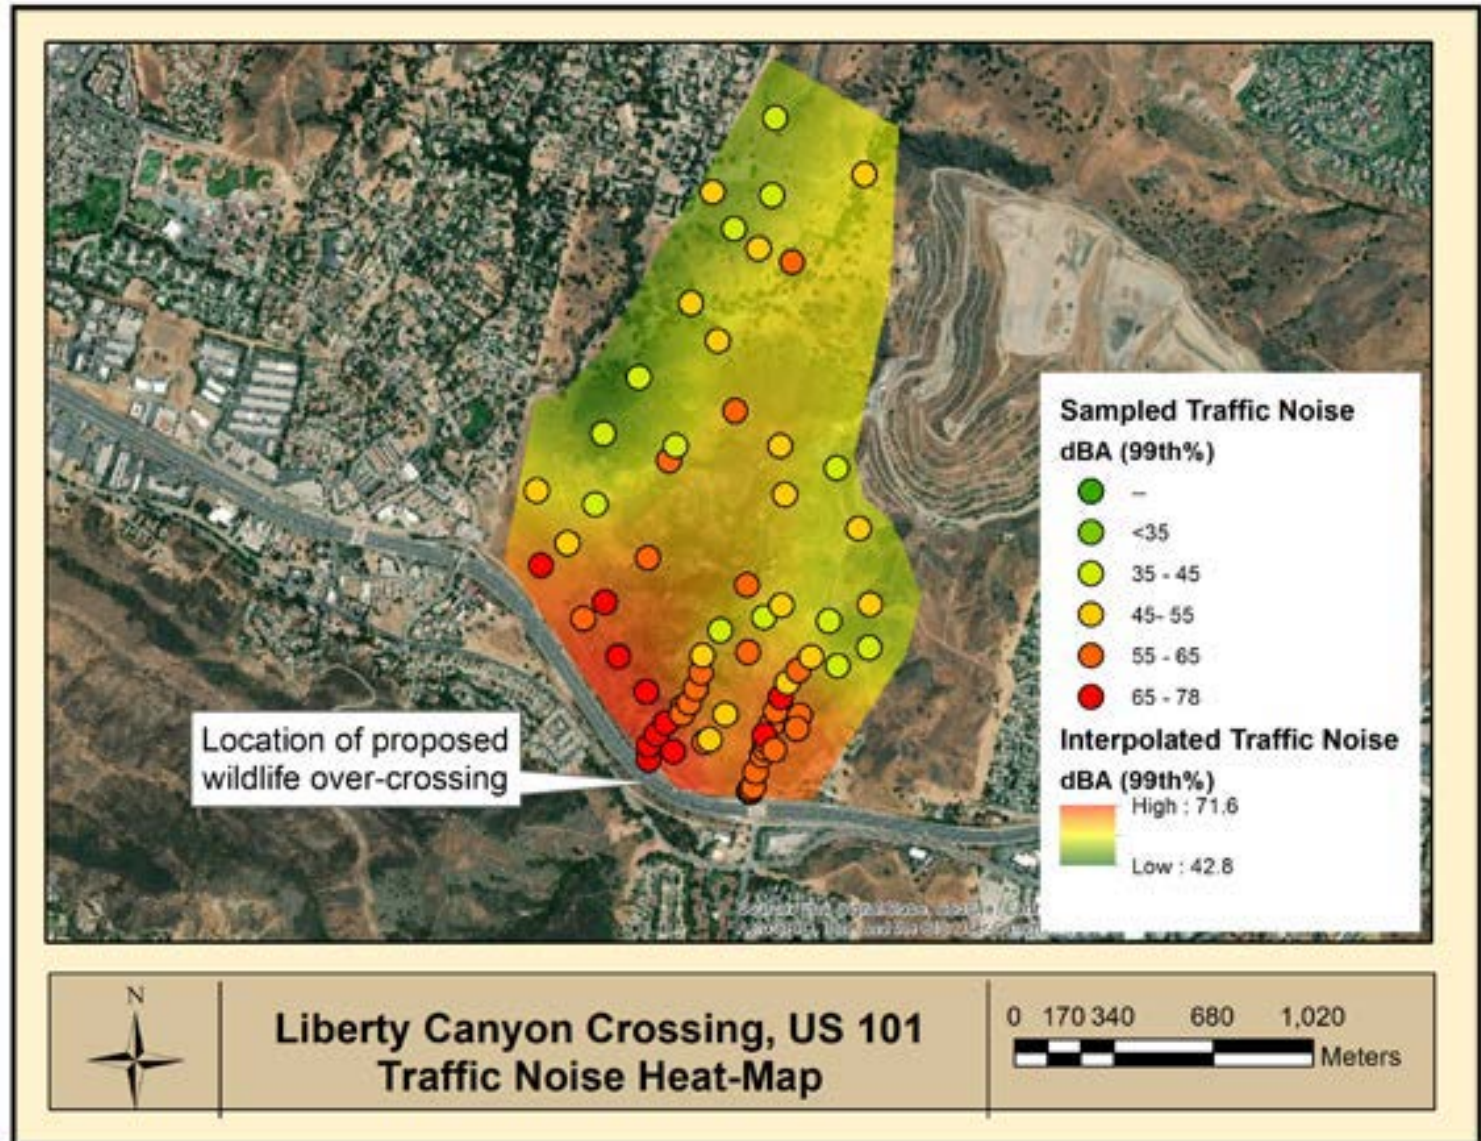 Sampled Traffic Noise
dBA (99th%)
--
<35
35 - 45
45- 55
55 - 65
65 - 78
Interpolated Traffic Noise
dBA (99th%)
High : 71.6
Low : 42.8
Location of proposed
wildlife over-crossing
N
Liberty Canyon Crossing, US 101
Traffic Noise Heat-Map
0 170 340 680 1,020
Meters